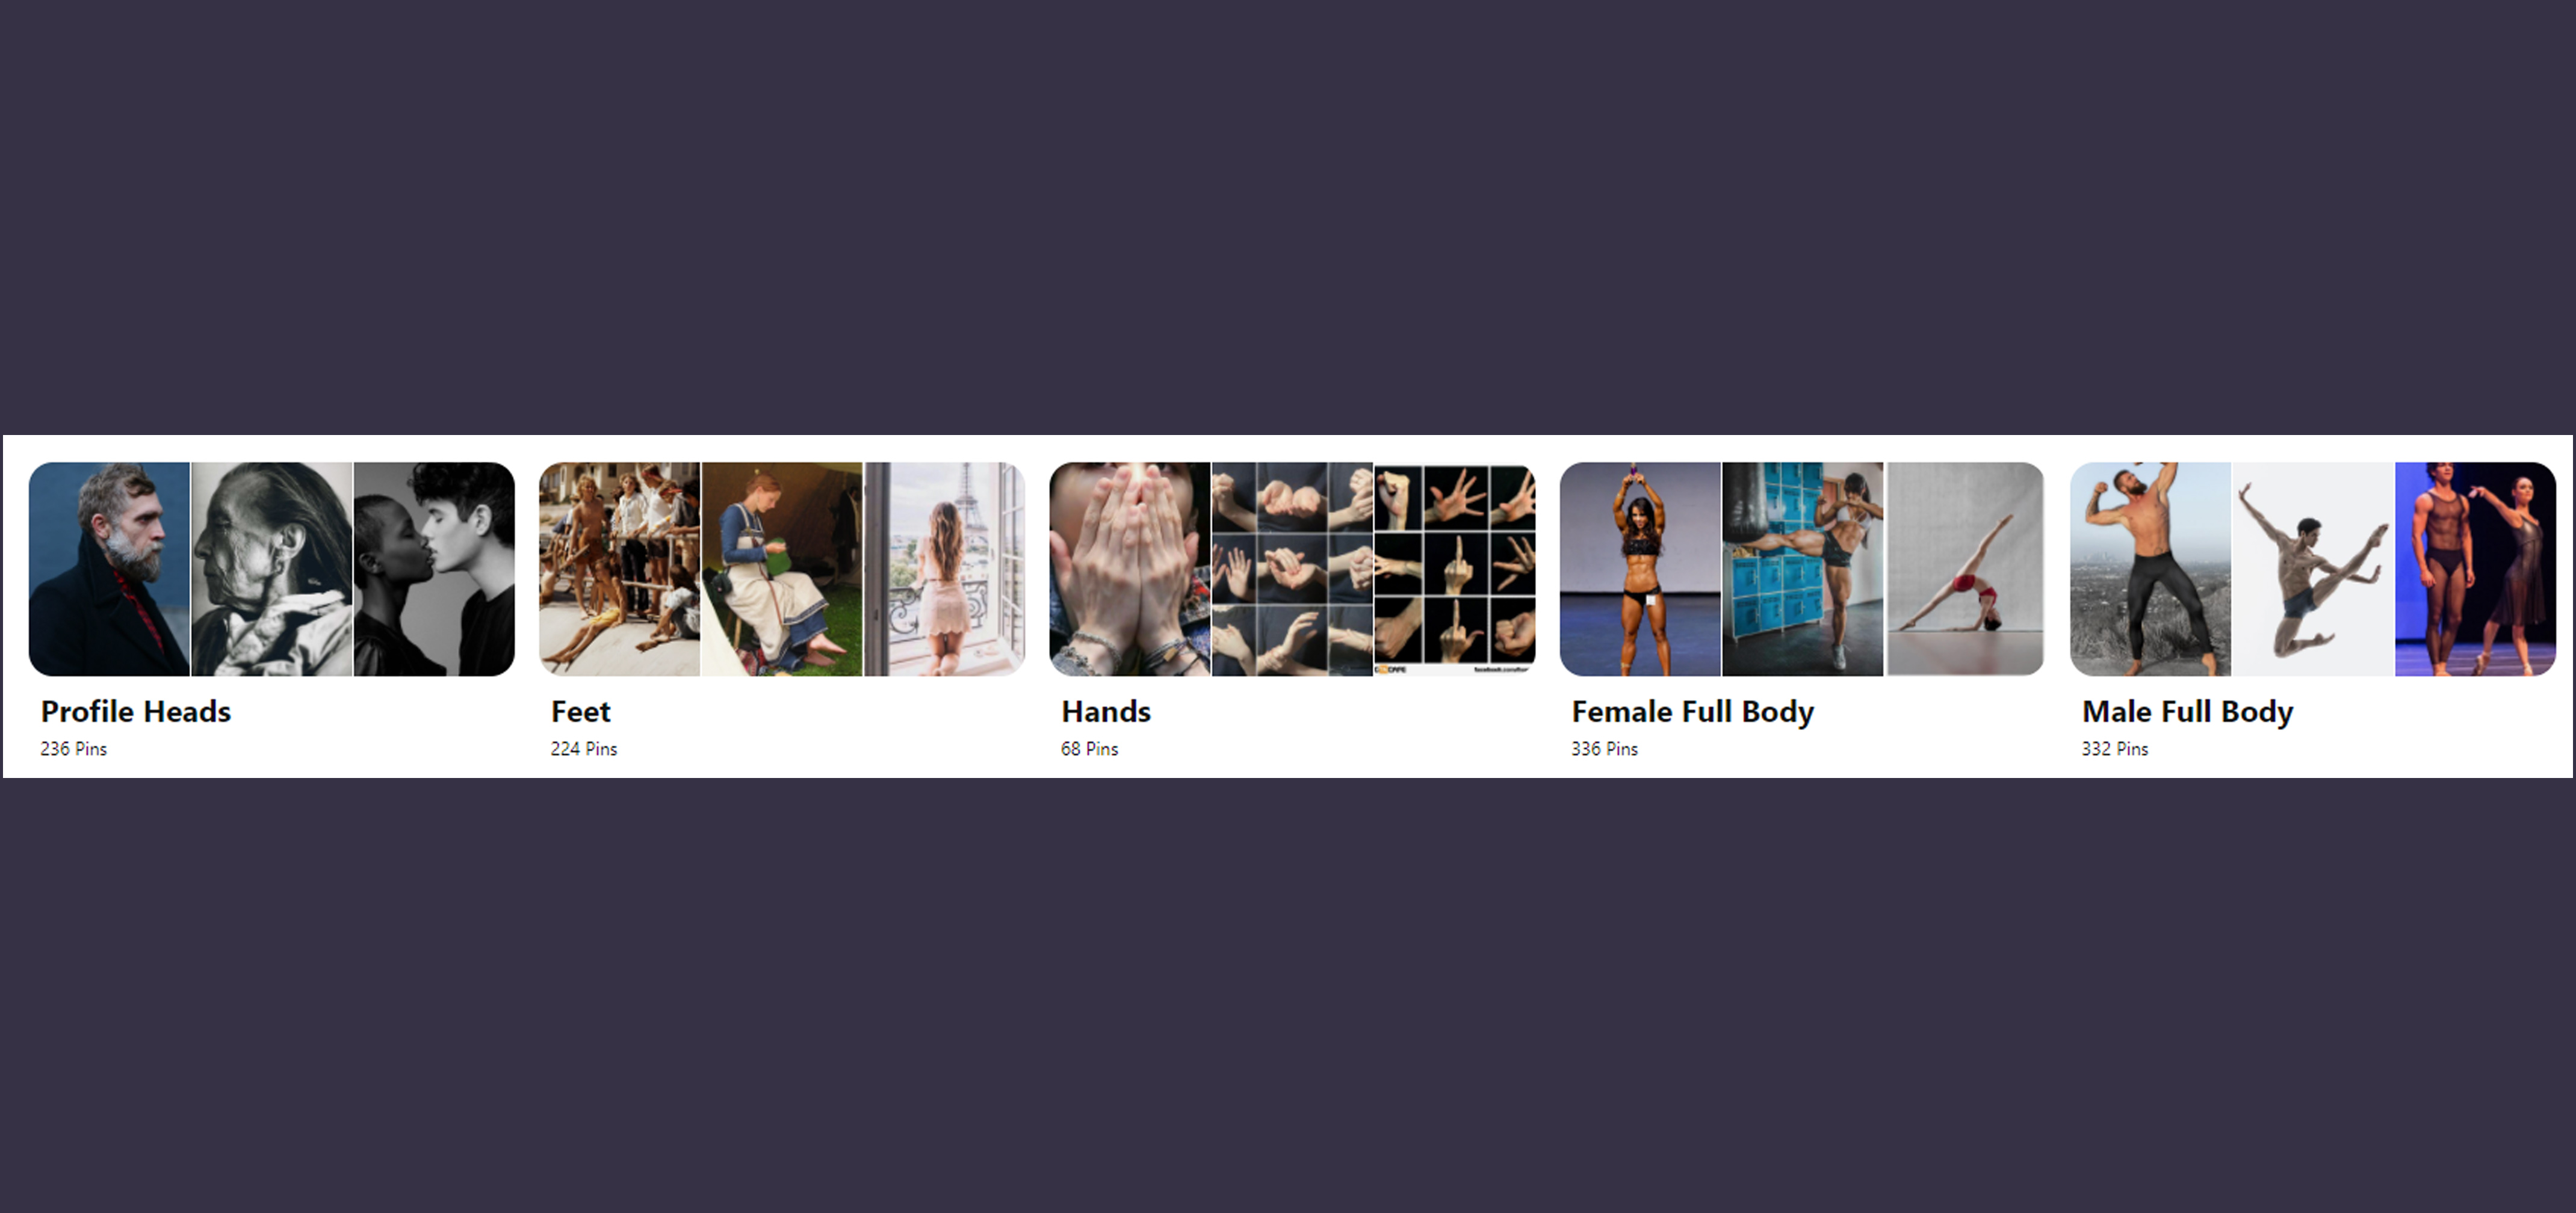 Profile Heads
236 Pins
Feet
224 Pins
Hands
68 Pins
Female Full Body
336 Pins
Male Full Body
332 Pins